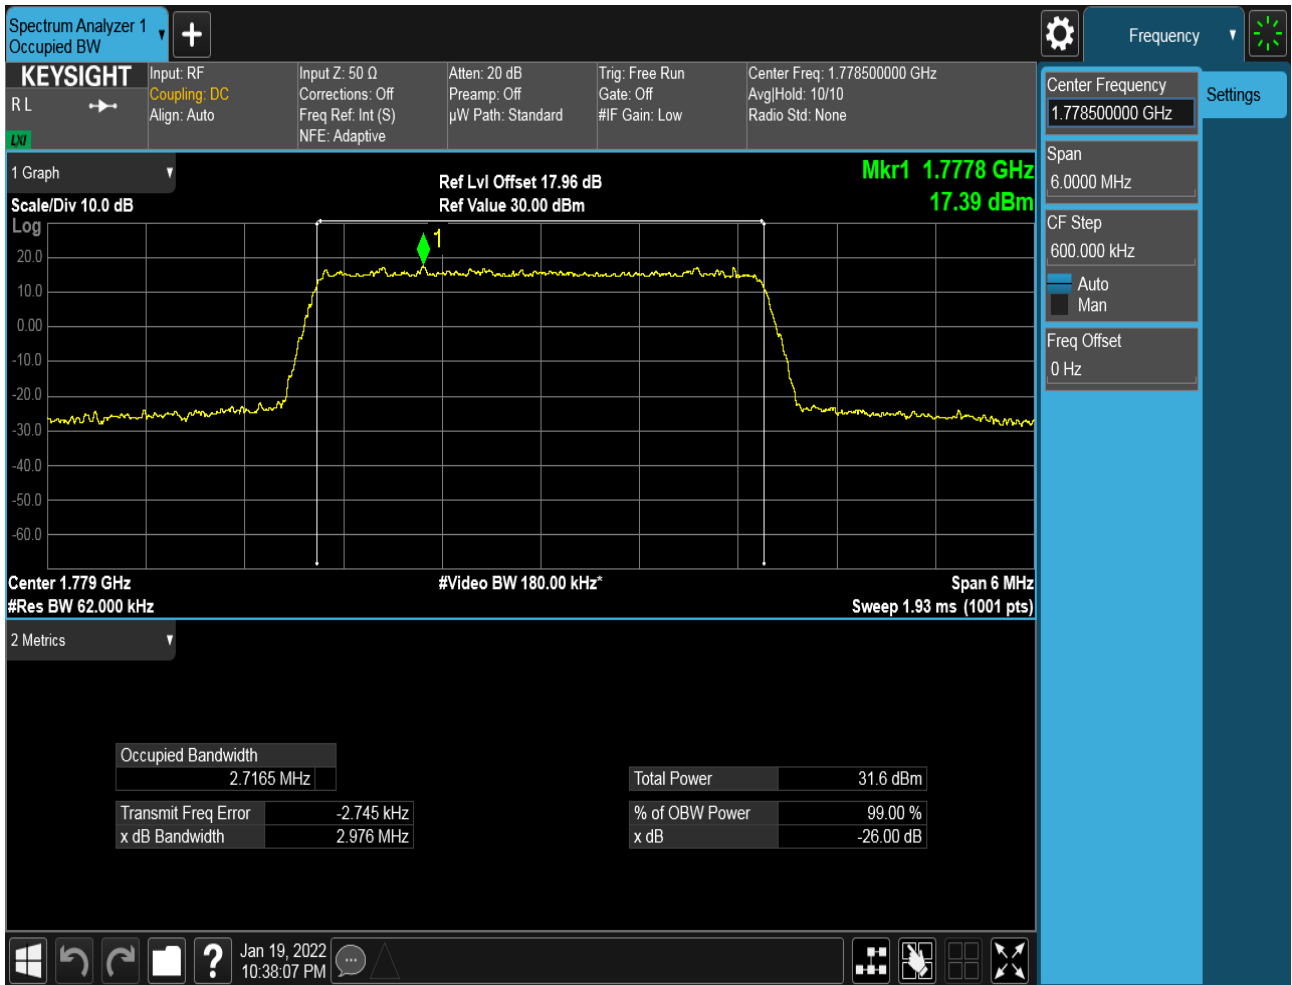 Spectrum Analyzer 1
Occupied BW
Frequency
KEYSIGHT
R L
LXI
Input: RF
Coupling: DC
Align: Auto
Input Z: 50 Ω
Corrections: Off
Freq Ref: Int (S)
NFE: Adaptive
Atten: 20 dB
Preamp: Off
µW Path: Standard
Trig: Free Run
Gate: Off
#IF Gain: Low
Center Freq: 1.778500000 GHz
Avg|Hold: 10/10
Radio Std: None
Center Frequency
1.778500000 GHz
Settings
Span
6.0000 MHz
CF Step
600.000 kHz
Auto
Man
Freq Offset
0 Hz
1 Graph
Scale/Div 10.0 dB
Ref Lvl Offset 17.96 dB
Ref Value 30.00 dBm
Mkr1 1.7778 GHz
17.39 dBm
Log
1
20.0
10.0
0.00
-10.0
-20.0
-30.0
-40.0
-50.0
-60.0
Center 1.779 GHz
#Res BW 62.000 kHz
#Video BW 180.00 kHz*
Span 6 MHz
Sweep 1.93 ms (1001 pts)
2 Metrics
Occupied Bandwidth
2.7165 MHz
Transmit Freq Error -2.745 kHz
x dB Bandwidth 2.976 MHz
Total Power 31.6 dBm
% of OBW Power 99.00 %
x dB -26.00 dB
Jan 19, 2022
10:38:07 PM